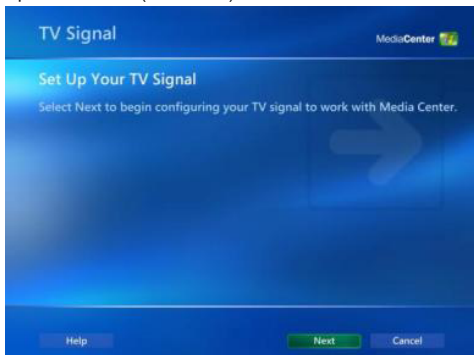 TV Signal
MediaCenter
Set Up Your TV Signal
Select Next to begin configuring your TV signal to work with Media Center.
Help
Next
Cancel